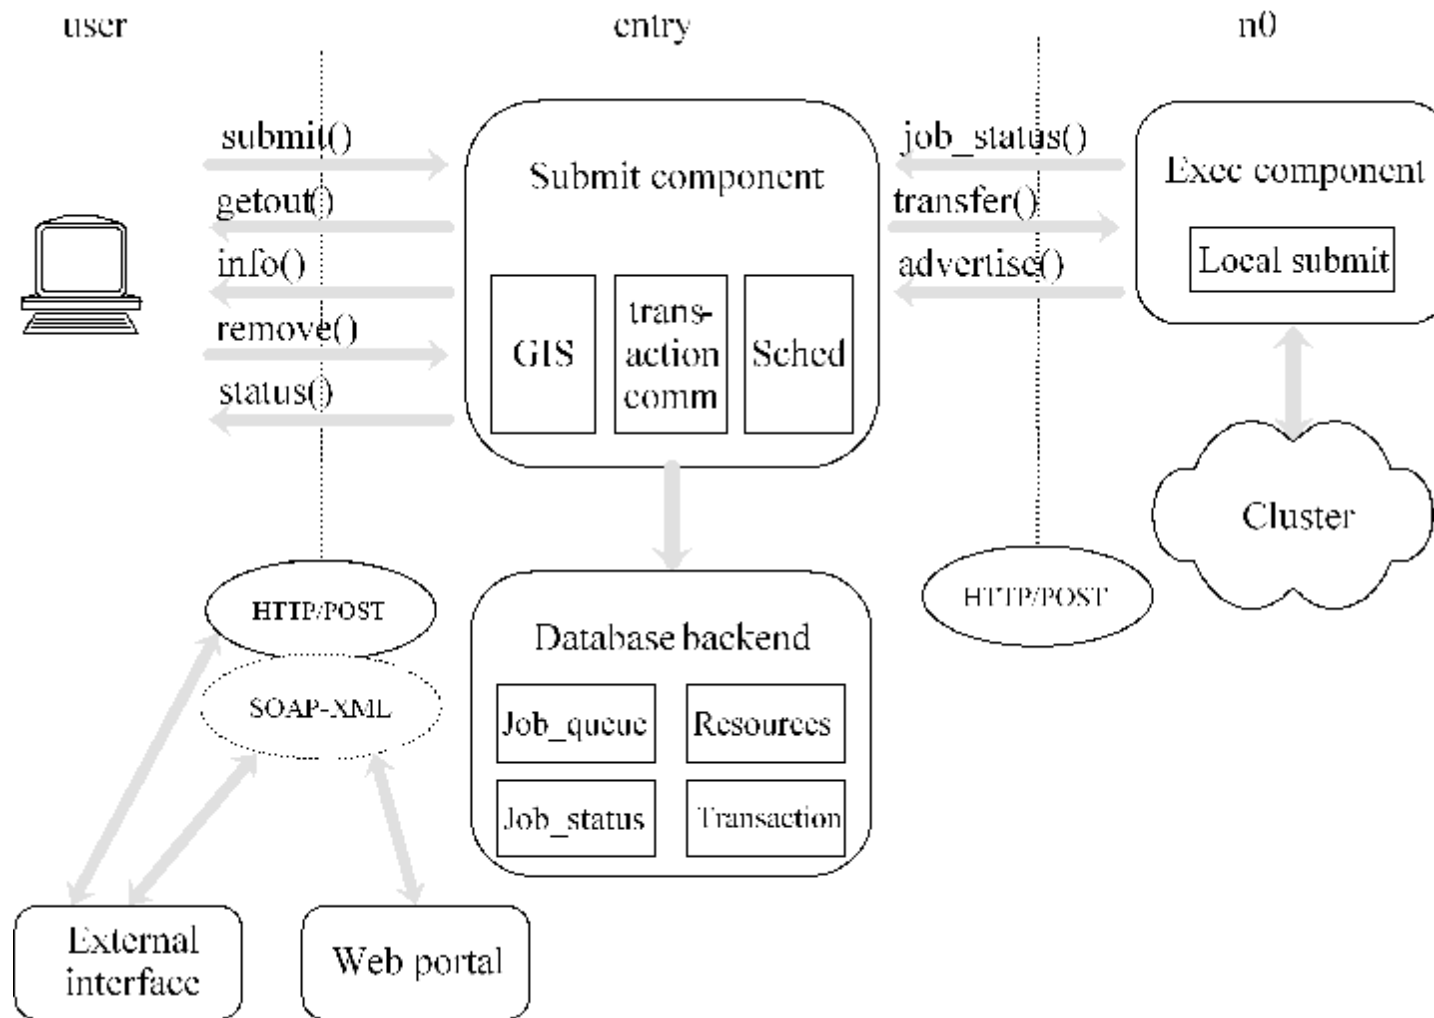 user
entry
n0
submit()
getout()
info()
remove()
status()
Submit component
GIS
trans-
action
comm
Sched
job_status()
transfer()
advertise()
Exec component
Local submit
Cluster
HTTP/POST
SOAP-XML
HTTP/POST
Database backend
Job_queue
Resources
Job_status
Transaction
External
interface
Web portal